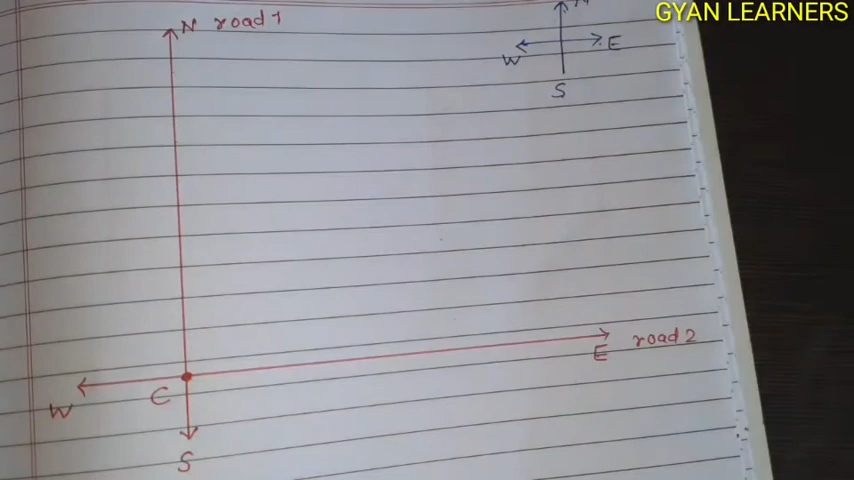 GYAN LEARNERS
N road 1
N
W E
S
E road 2
W C
S